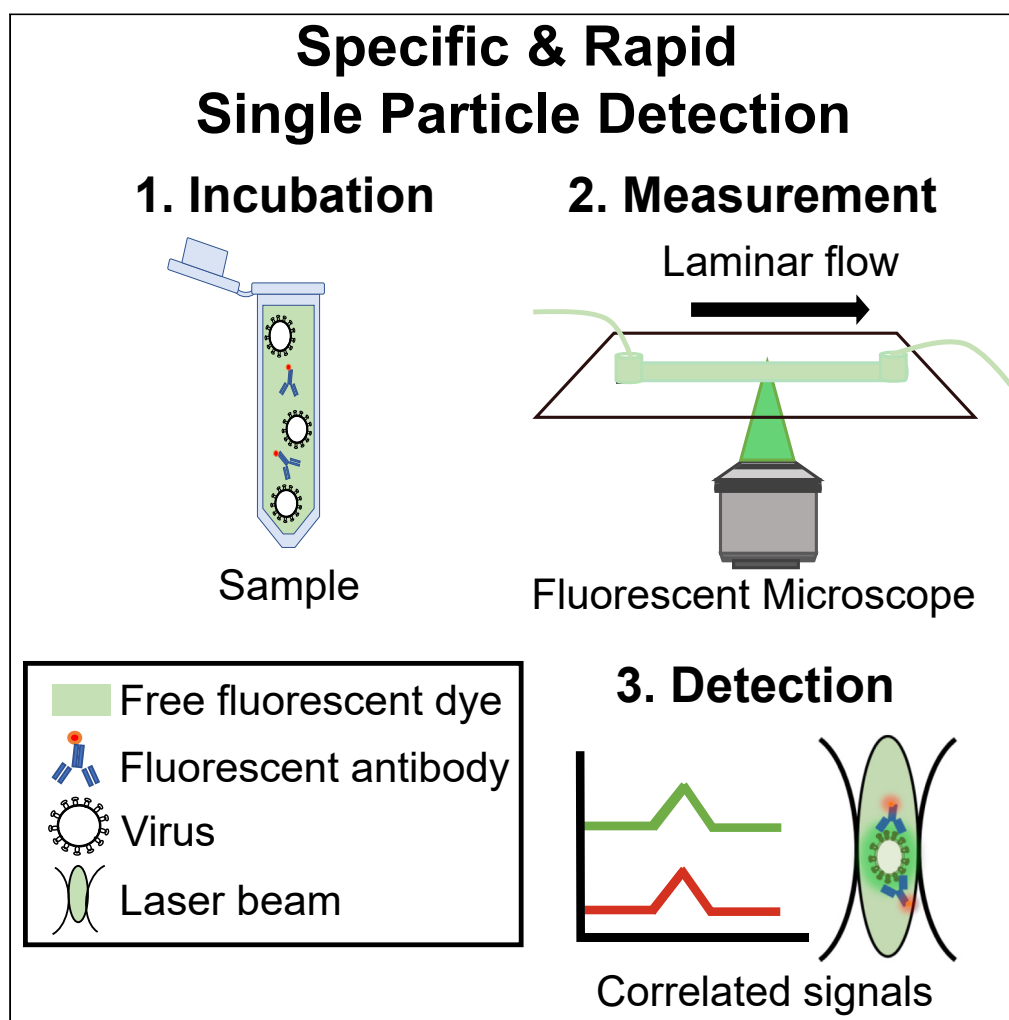 Specific & Rapid
Single Particle Detection
1. Incubation
Sample
2. Measurement
Laminar flow
Fluorescent Microscope
Free fluorescent dye
Fluorescent antibody
Virus
Laser beam
3. Detection
Correlated signals